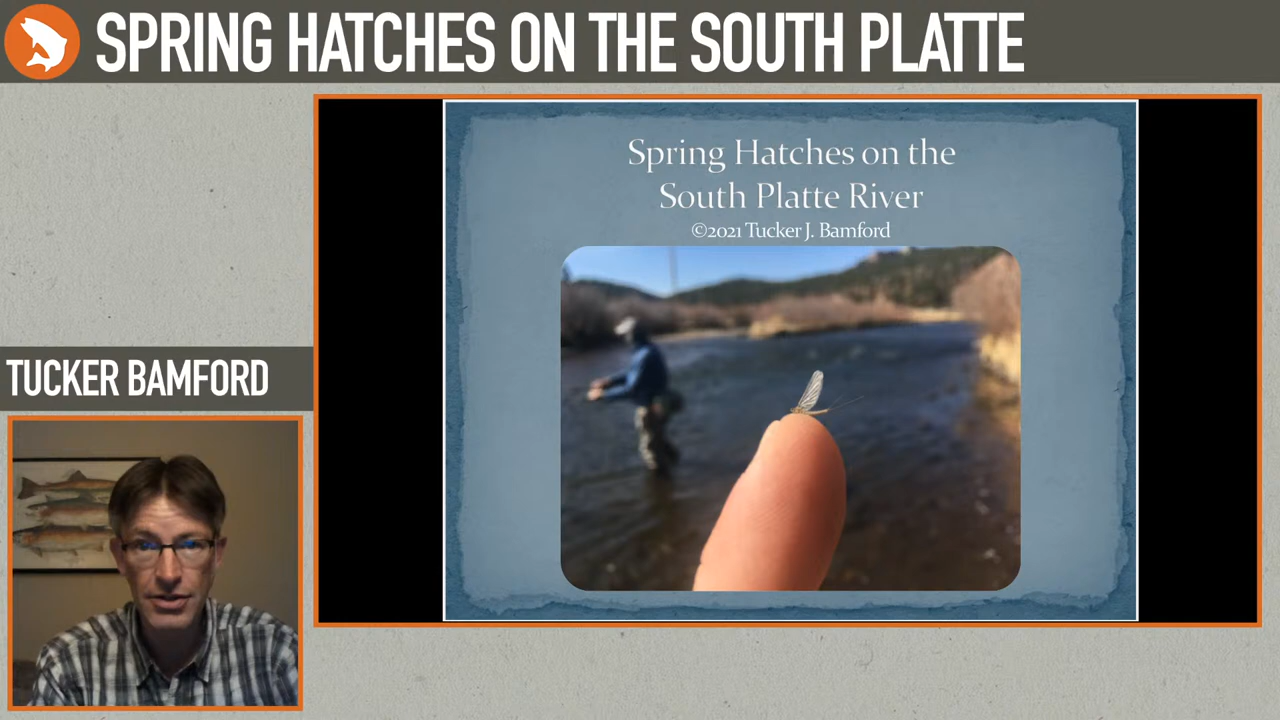 SPRING HATCHES ON THE SOUTH PLATTE
Spring Hatches on the
South Platte River
©2021 Tucker J. Bamford
TUCKER BAMFORD